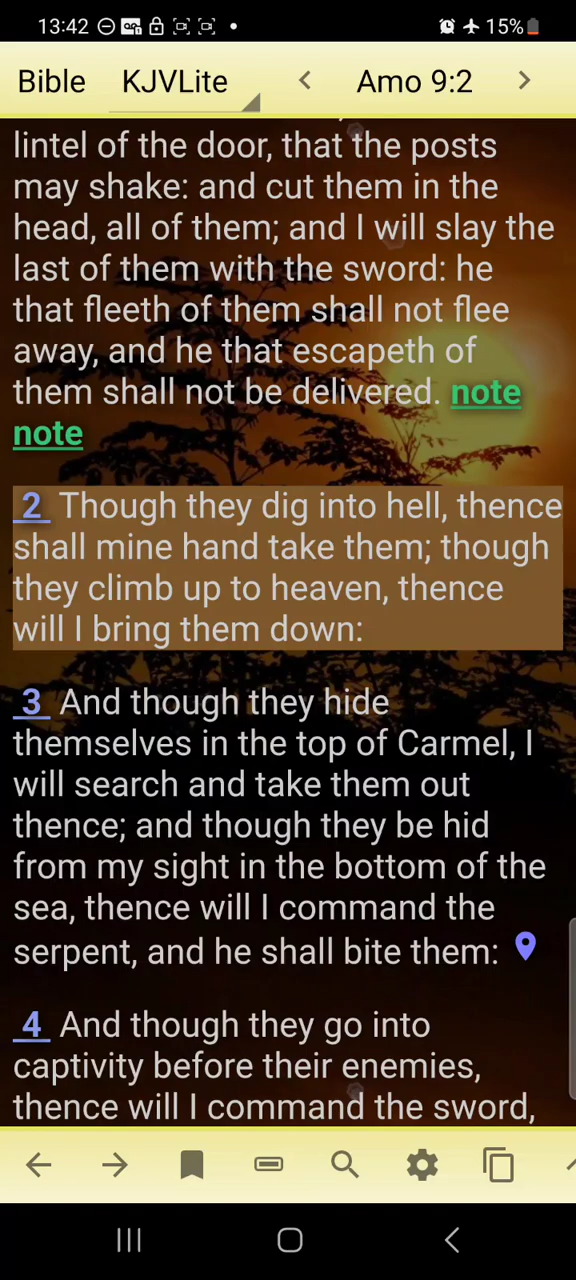 13:42 15%
Bible KJVLite < Amo 9:2 >
lintel of the door, that the posts
may shake: and cut them in the
head, all of them; and I will slay the
last of them with the sword: he
that fleeth of them shall not flee
away, and he that escapeth of
them shall not be delivered. note
note
2 Though they dig into hell, thence
shall mine hand take them; though
they climb up to heaven, thence
will I bring them down:
3 And though they hide
themselves in the top of Carmel, I
will search and take them out
thence; and though they be hid
from my sight in the bottom of the
sea, thence will I command the
serpent, and he shall bite them:
4 And though they go into
captivity before their enemies,
thence will I command the sword,